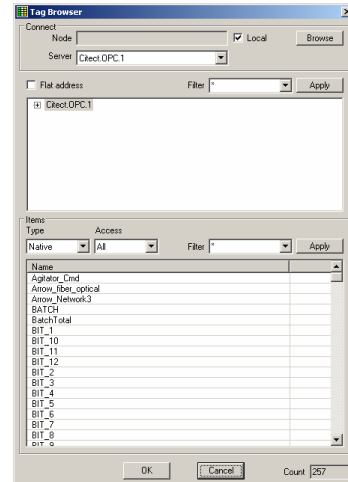 Tag Browser
Connect
Node Local Browse
Server Citect.OPC.1
Flat address Filter * Apply
Citect.OPC.1
Items
Type Access
Native All Filter * Apply
Name
Agitator_Cmd
Arrow_fiber_optical
Arrow_Network3
BATCH
BatchTotal
BIT_1
BIT_10
BIT_11
BIT_12
BIT_2
BIT_3
BIT_4
BIT_5
BIT_6
BIT_7
BIT_8
BIT_9
OK Cancel Count 257